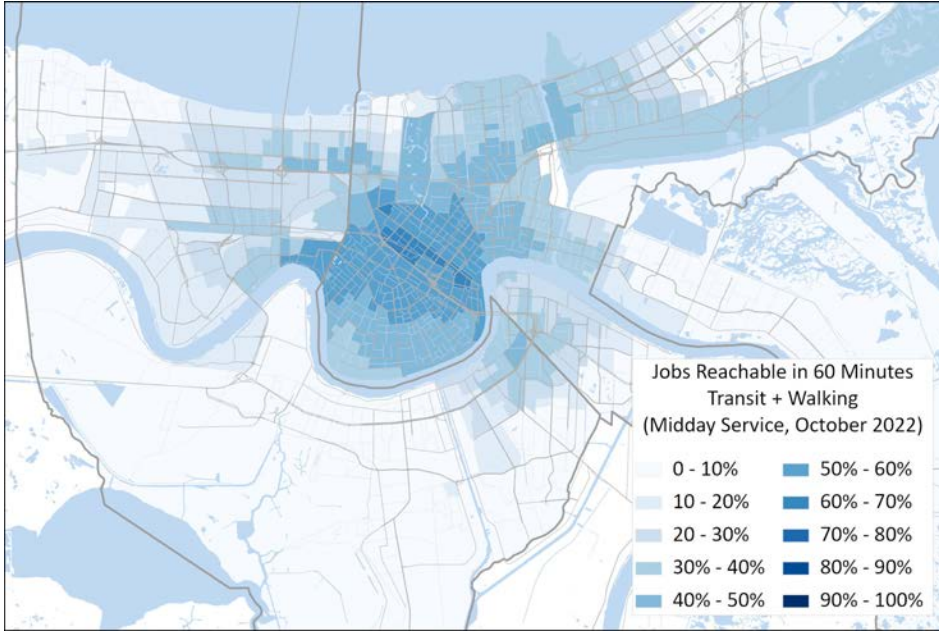 Jobs Reachable in 60 Minutes
Transit + Walking
(Midday Service, October 2022)
0 - 10%
10 - 20%
20 - 30%
30% - 40%
40% - 50%
50% - 60%
60% - 70%
70% - 80%
80% - 90%
90% - 100%